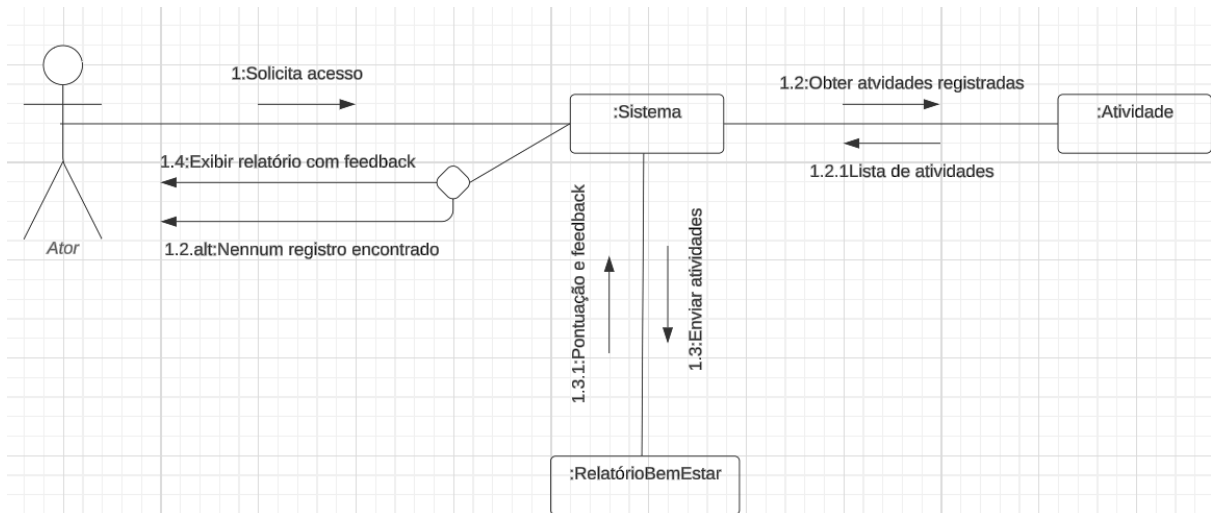 1:Solicita acesso
1.2:Obter atvidades registradas
:Sistema
:Atividade
1.4:Exibir relatório com feedback
1.2.1Lista de atividades
1.2.alt:Nennum registro encontrado
Ator
1.3.1:Pontuação e feedback
1.3:Enviar atividades
:RelatórioBemEstar